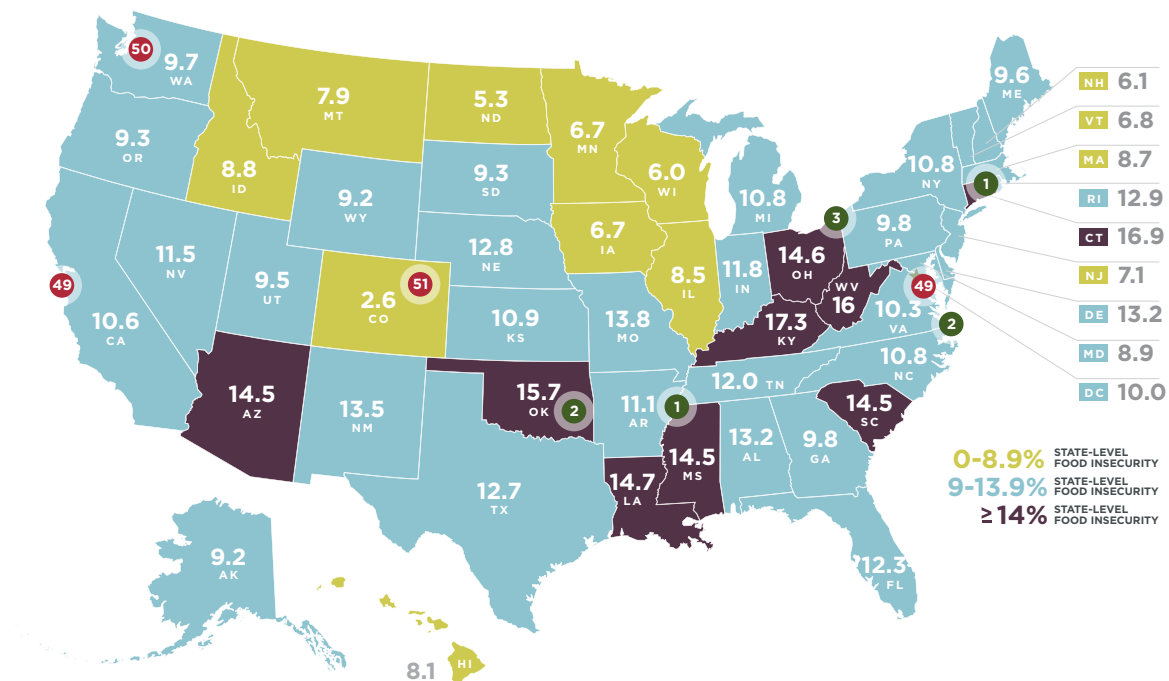 50
9.7
WA
7.9
MT
5.3
ND
6.7
MN
9.6
ME
NH 6.1
VT 6.8
MA 8.7
RI 12.9
CT 16.9
NJ 7.1
DE 13.2
MD 8.9
DC 10.0
9.3
OR
8.8
ID
9.2
WY
9.3
SD
6.0
WI
10.8
MI
10.8
NY
1
3
9.8
PA
11.5
NV
9.5
UT
12.8
NE
6.7
IA
8.5
IL
11.8
IN
14.6
OH
WV
16
49
10.3
VA
2
49
10.6
CA
51
2.6
CO
10.9
KS
13.8
MO
17.3
KY
10.8
NC
12.0 TN
14.5
AZ
13.5
NM
15.7
OK
2
11.1
AR
1
14.5
SC
14.5
MS
13.2
AL
9.8
GA
14.7
LA
12.7
TX
12.3
FL
0-8.9% STATE-LEVEL
FOOD INSECURITY
9-13.9% STATE-LEVEL
FOOD INSECURITY
≥14% STATE-LEVEL
FOOD INSECURITY
9.2
AK
8.1
HI